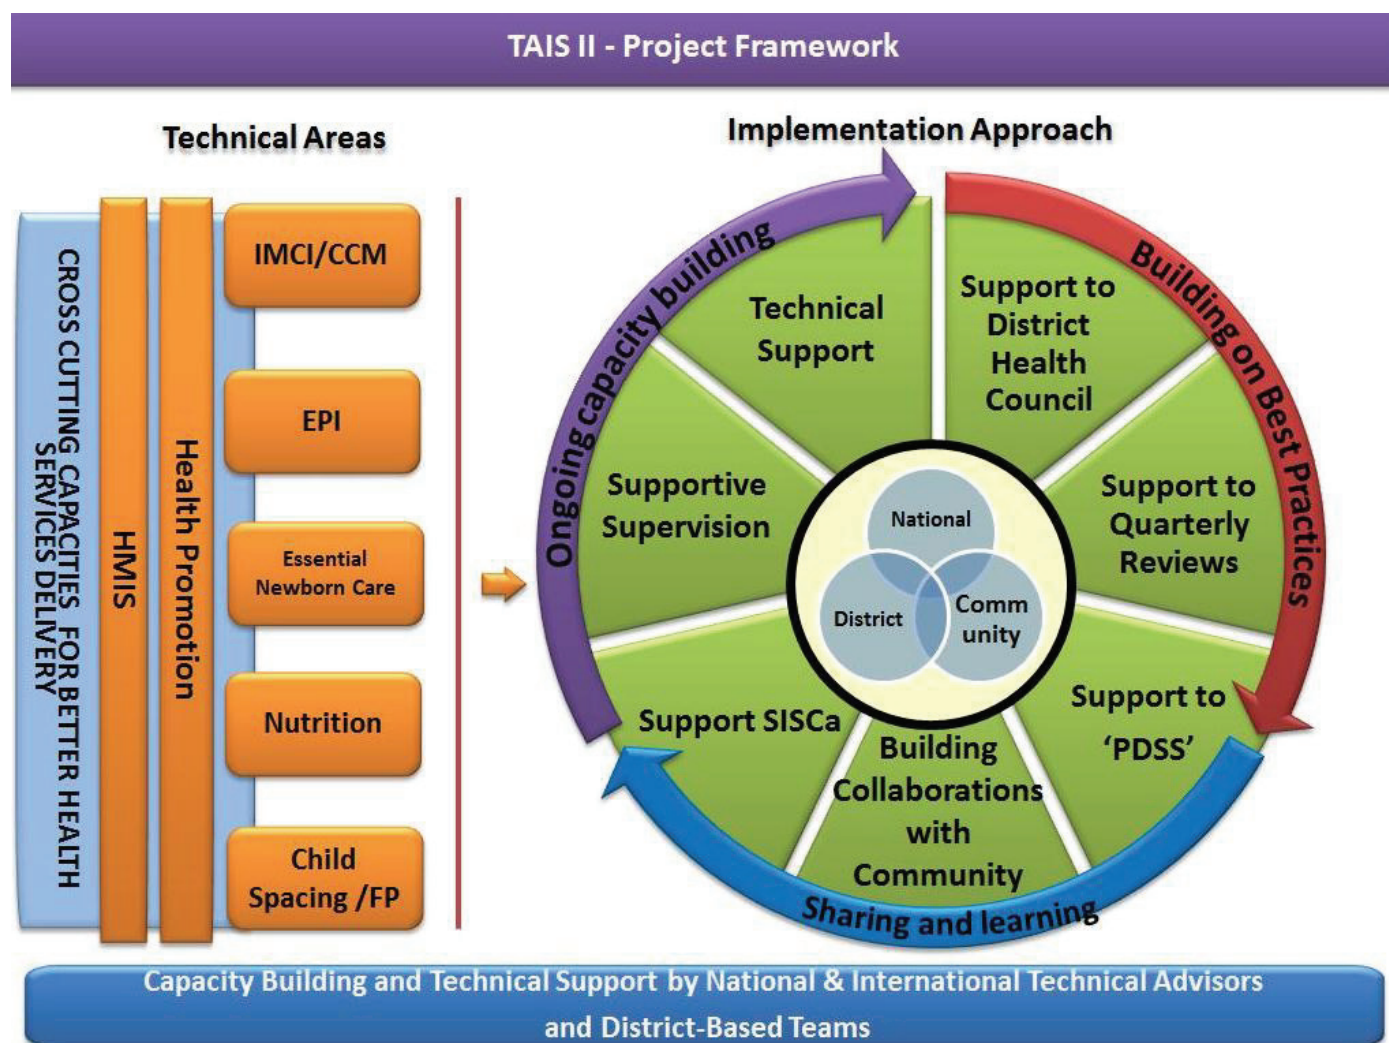 TAIS II - Project Framework
Technical Areas
CROSS CUTTING CAPACITIES FOR BETTER HEALTH
SERVICES DELIVERY
HMIS
Health Promotion
IMCI/CCM
EPI
Essential
Newborn Care
Nutrition
Child
Spacing /FP
Implementation Approach
Ongoing capacity building
Building on Best Practices
Sharing and learning
Technical
Support
Support to
District
Health
Council
Supportive
Supervision
Support to
Quarterly
Reviews
National
District
Comm
unity
Support SISCa
Building
Collaborations
with
Community
Support to
‘PDSS’
Capacity Building and Technical Support by National & International Technical Advisors
and District-Based Teams